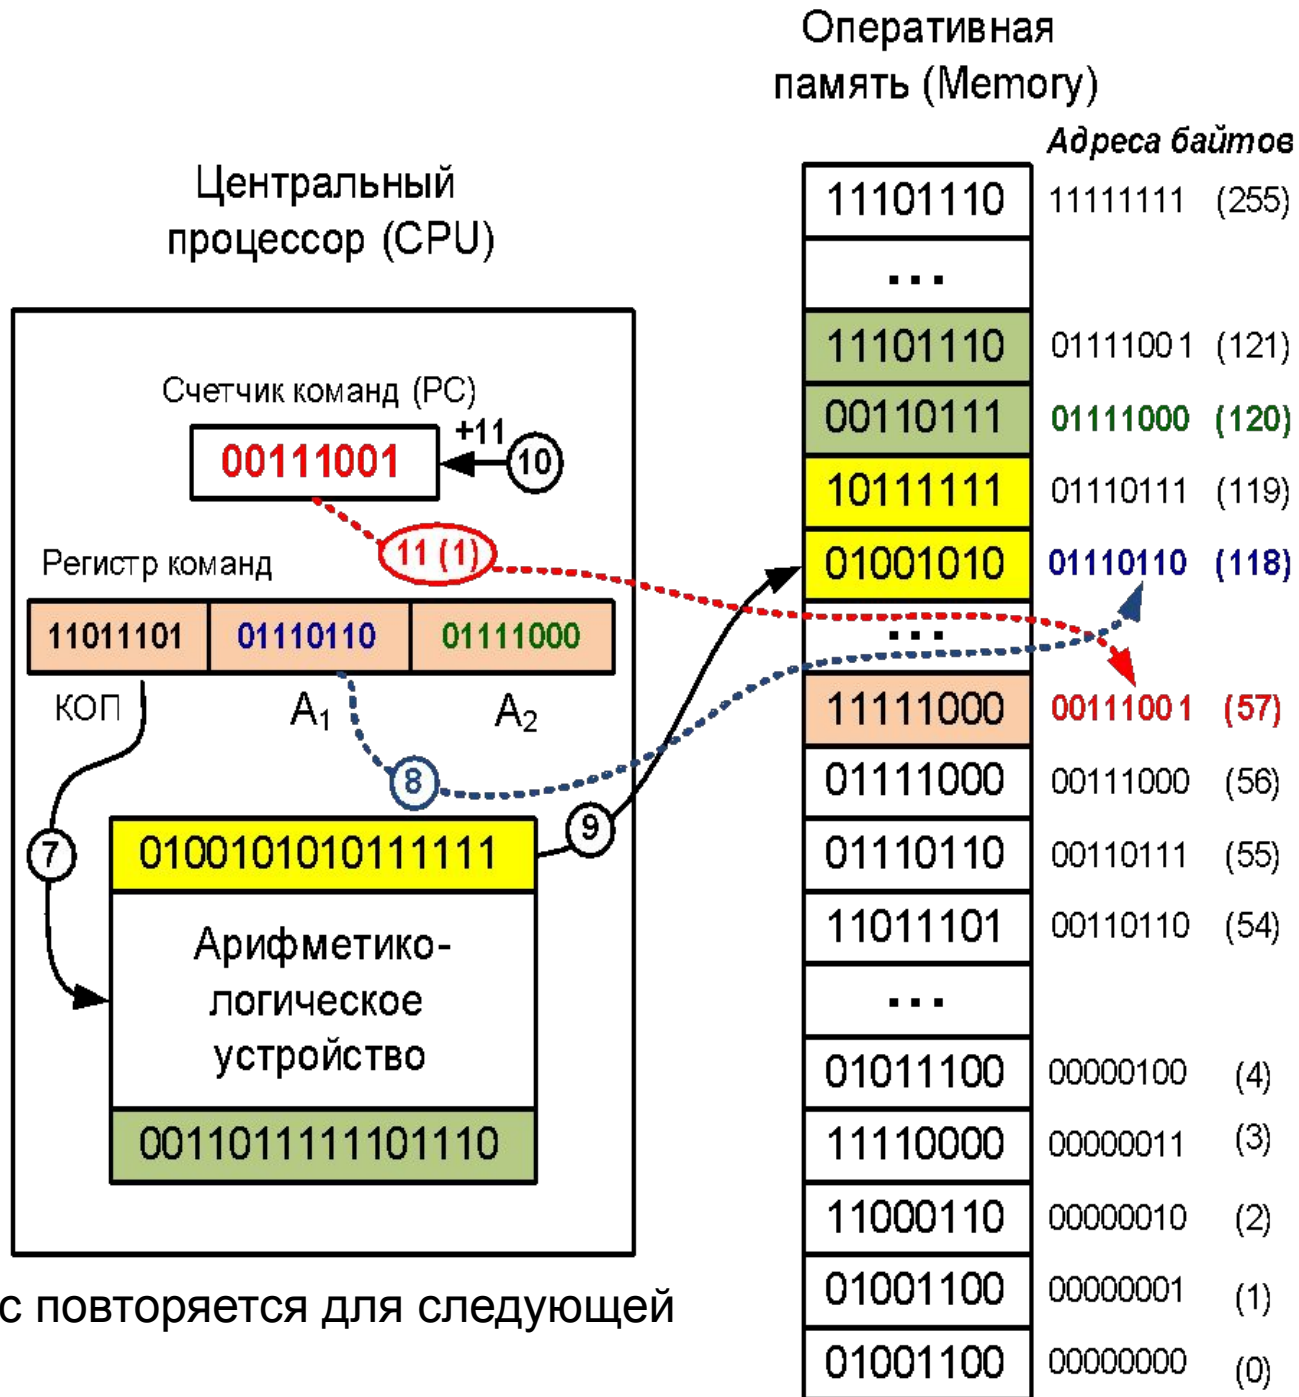 Оперативная
память (Memory)
Адреса байтов
Центральный
процессор (CPU)
Счетчик команд (PC)
00111001
+11
10
11 (1)
Регистр команд
11011101 01110110 01111000
КОП A1 A2
8
7
9
0100101010111111
Арифметико-
логическое
устройство
0011011111101110
с повторяется для следующей
11101110 11111111 (255)
...
11101110 01111001 (121)
00110111 01111000 (120)
10111111 01110111 (119)
01001010 01110110 (118)
...
11111000 00111001 (57)
01111000 00111000 (56)
01110110 00110111 (55)
11011101 00110110 (54)
...
01011100 00000100 (4)
11110000 00000011 (3)
11000110 00000010 (2)
01001100 00000001 (1)
01001100 00000000 (0)